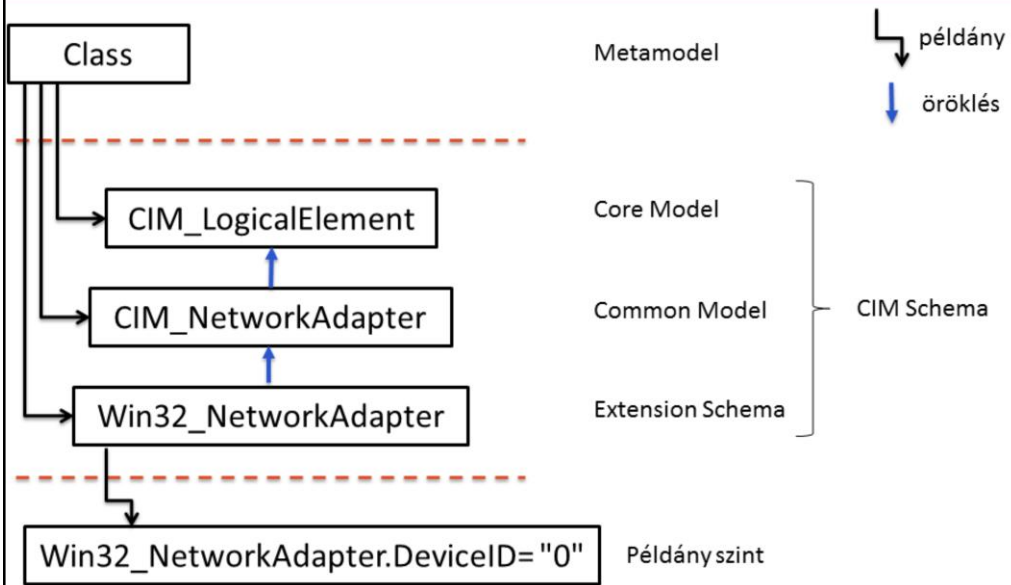 Class
Metamodel
példány
öröklés
CIM_LogicalElement
Core Model
CIM_NetworkAdapter
Common Model
CIM Schema
Win32_NetworkAdapter
Extension Schema
Win32_NetworkAdapter.DeviceID= "0"
Példány szint